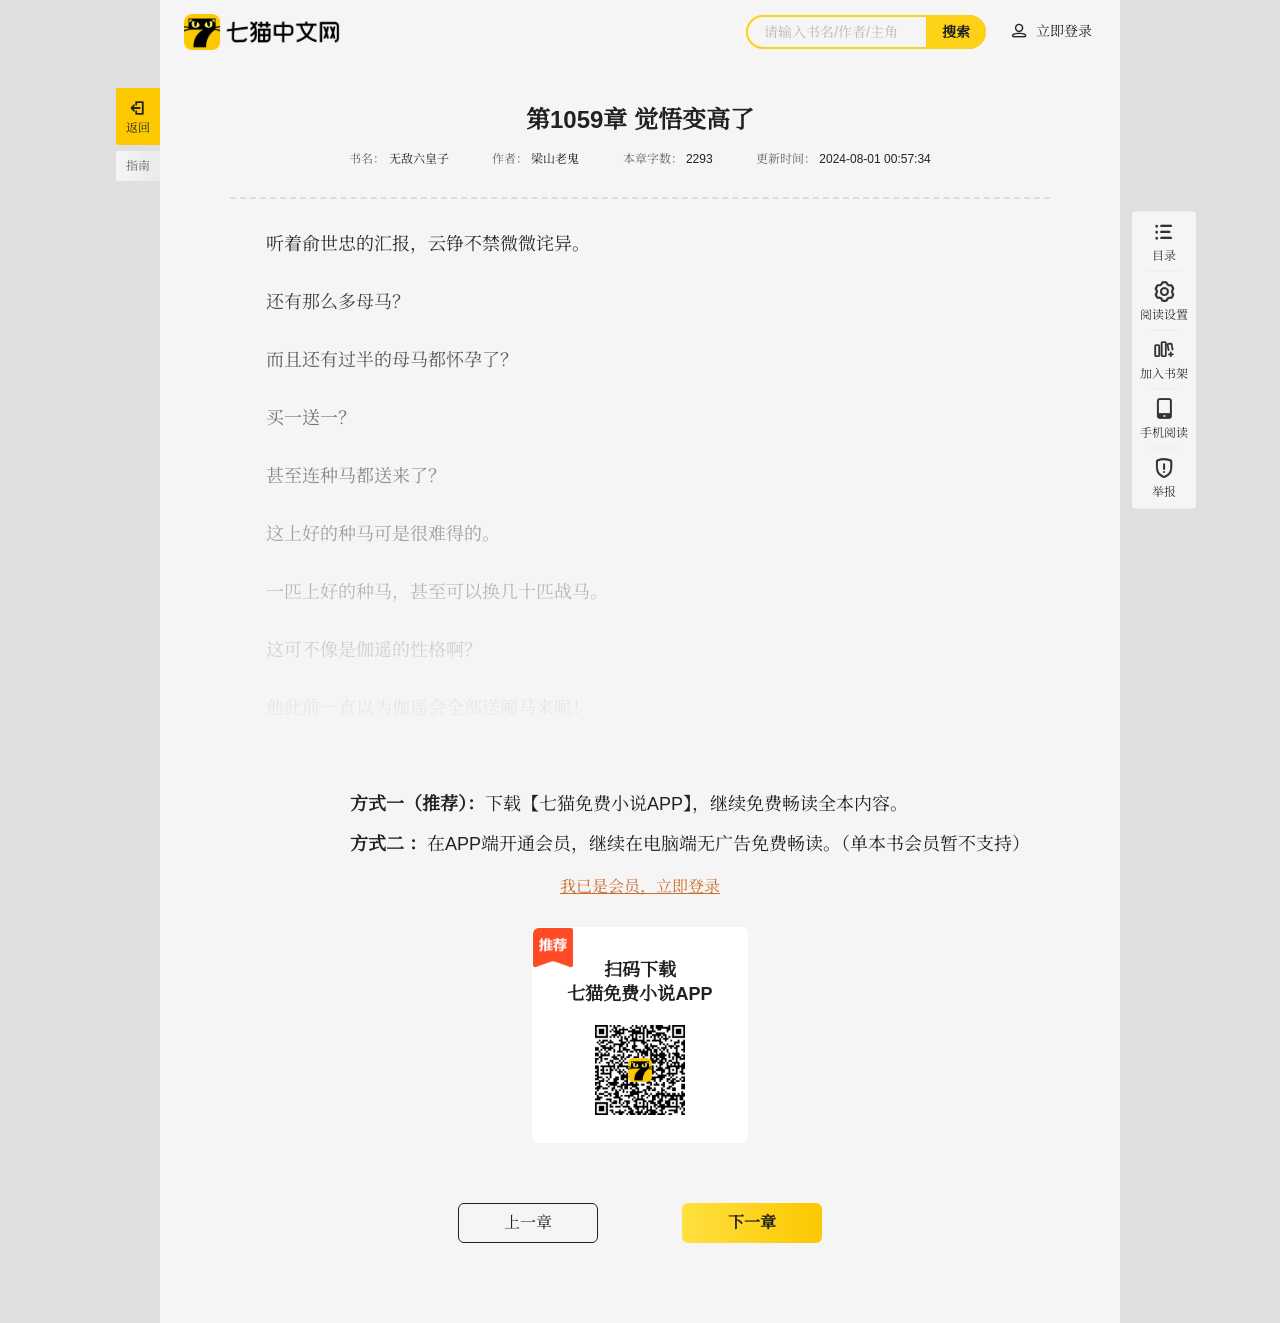 七猫中文网
请输入书名/作者/主角
搜索
立即登录
返回
指南
第1059章 觉悟变高了
书名： 无敌六皇子 作者： 梁山老鬼 本章字数： 2293 更新时间： 2024-08-01 00:57:34
听着俞世忠的汇报，云铮不禁微微诧异。
还有那么多母马？
而且还有过半的母马都怀孕了？
买一送一？
甚至连种马都送来了？
这上好的种马可是很难得的。
一匹上好的种马，甚至可以换几十匹战马。
这可不像是伽遥的性格啊？
他此前一直以为伽遥会全部送阉马来呢！
目录
阅读设置
加入书架
手机阅读
举报
方式一（推荐）：下载【七猫免费小说APP】，继续免费畅读全本内容。
方式二 ：在APP端开通会员，继续在电脑端无广告免费畅读。（单本书会员暂不支持）
我已是会员，立即登录
推荐
扫码下载
七猫免费小说APP
上一章
下一章